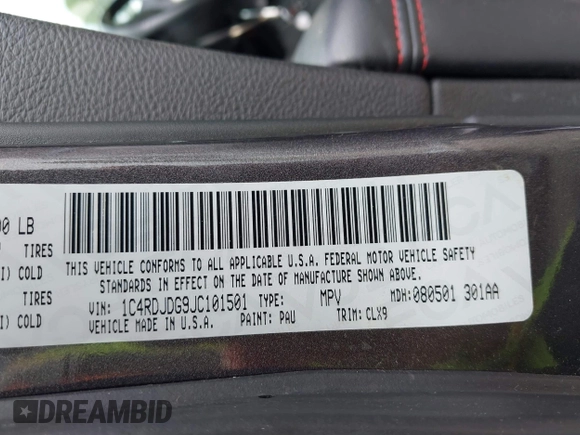 00 LB
TIRES
I) COLD
TIRES
I) COLD
THIS VEHICLE CONFORMS TO ALL APPLICABLE U.S.A. FEDERAL MOTOR VEHICLE SAFETY
STANDARDS IN EFFECT ON THE DATE OF MANUFACTURE SHOWN ABOVE.
VIN: 1C4RDJDG9JC101501 TYPE: MPV MDH:080501 301AA
VEHICLE MADE IN U.S.A. PAINT: PAU TRIM: CLX9
DREAMBID